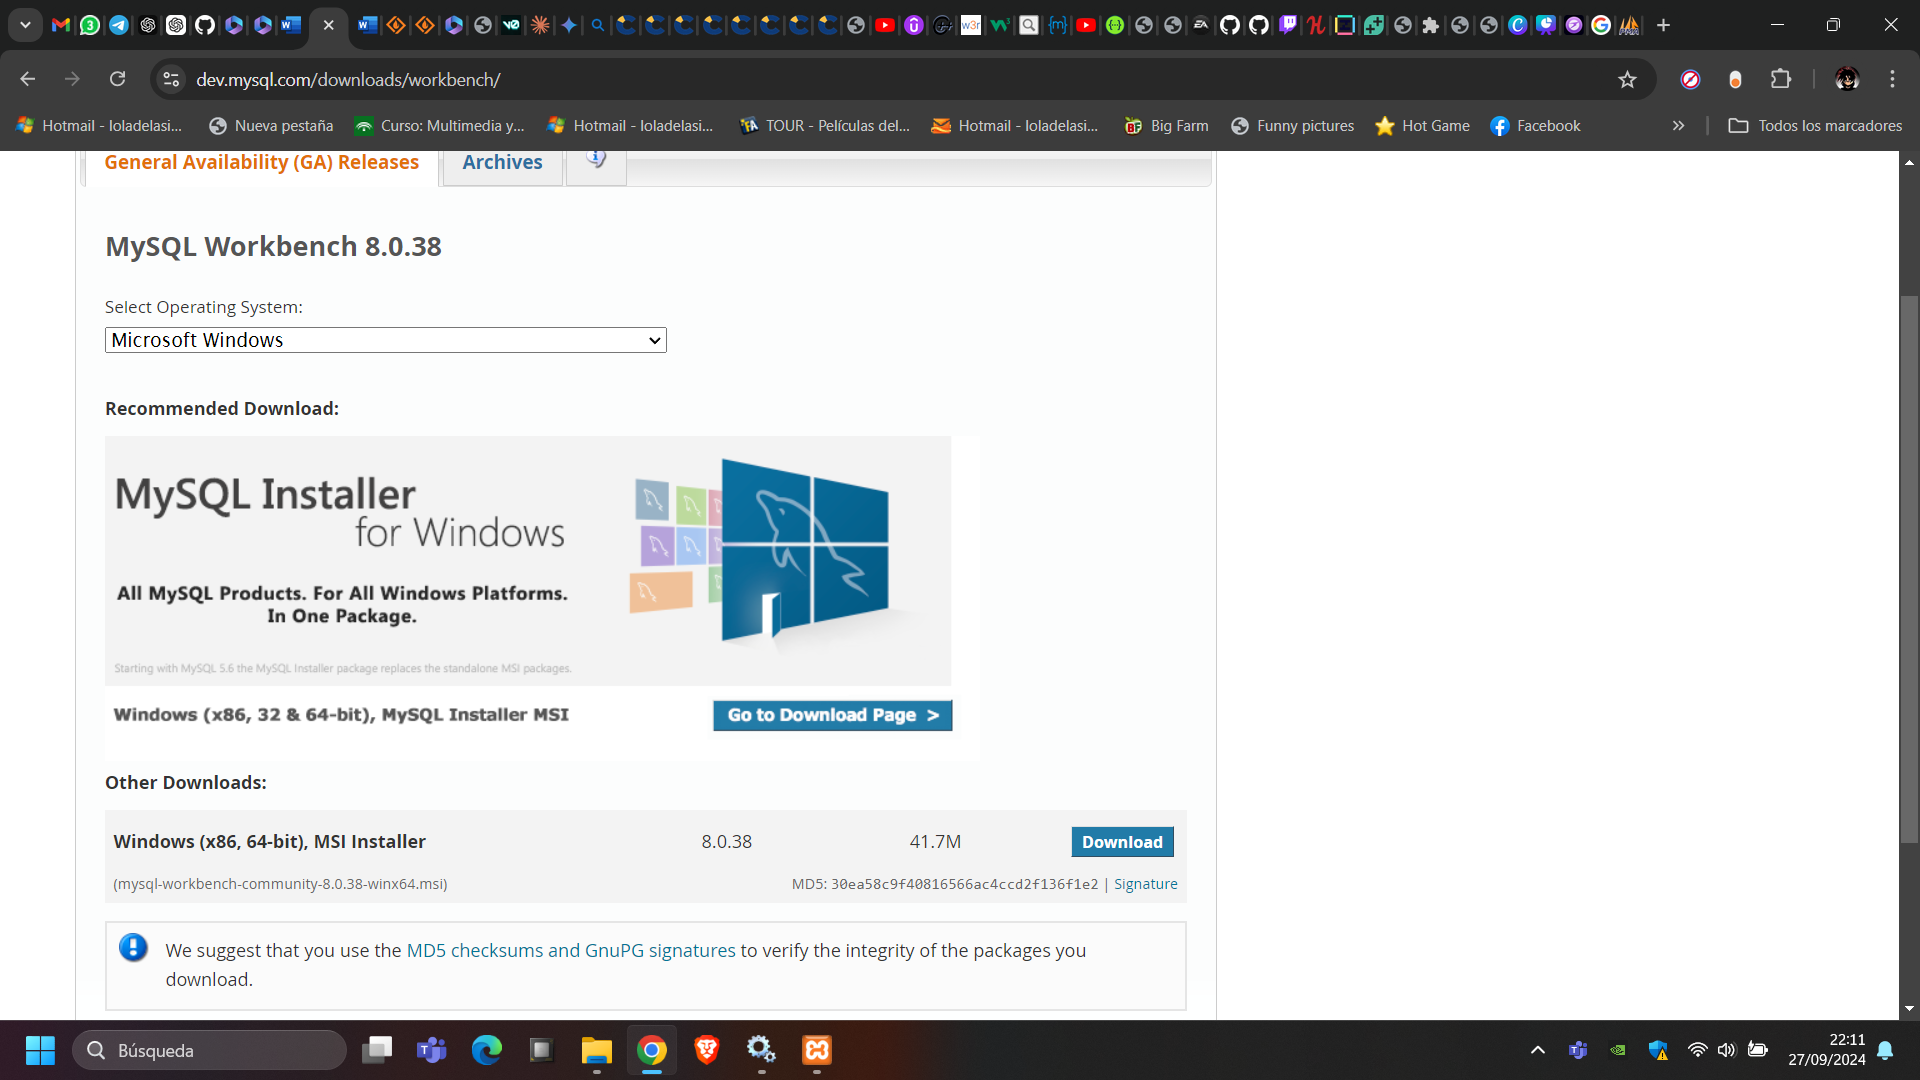 3
dev.mysql.com/downloads/workbench/
Hotmail - loladelasi...
Nueva pestaña
Curso: Multimedia y...
Hotmail - loladelasi...
TOUR - Películas del...
Hotmail - loladelasi...
Big Farm
Funny pictures
Hot Game
Facebook
»
Todos los marcadores
General Availability (GA) Releases
Archives
MySQL Workbench 8.0.38
Select Operating System:
Microsoft Windows
Recommended Download:
MySQL Installer
for Windows
All MySQL Products. For All Windows Platforms.
In One Package.
Starting with MySQL 5.6 the MySQL Installer package replaces the standalone MSI packages.
Windows (x86, 32 & 64-bit), MySQL Installer MSI
Go to Download Page >
Other Downloads:
Windows (x86, 64-bit), MSI Installer 8.0.38 41.7M Download
(mysql-workbench-community-8.0.38-winx64.msi) MD5: 30ea58c9f40816566ac4ccd2f136f1e2 | Signature
We suggest that you use the MD5 checksums and GnuPG signatures to verify the integrity of the packages you
download.
Búsqueda
22:11
27/09/2024